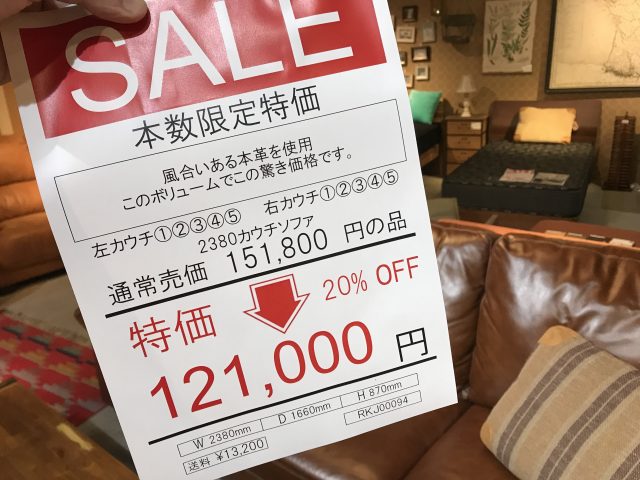 SALE
本数限定特価
風合いある本革を使用
このボリュームでこの驚き価格です。
左カウチ①②③④⑤ 右カウチ①②③④⑤
2380カウチソファ
通常売価 151,800 円の品
特価 20% OFF
121,000 円
W 2380mm D 1660mm H 870mm
送料 ¥13,200 RKJ00094